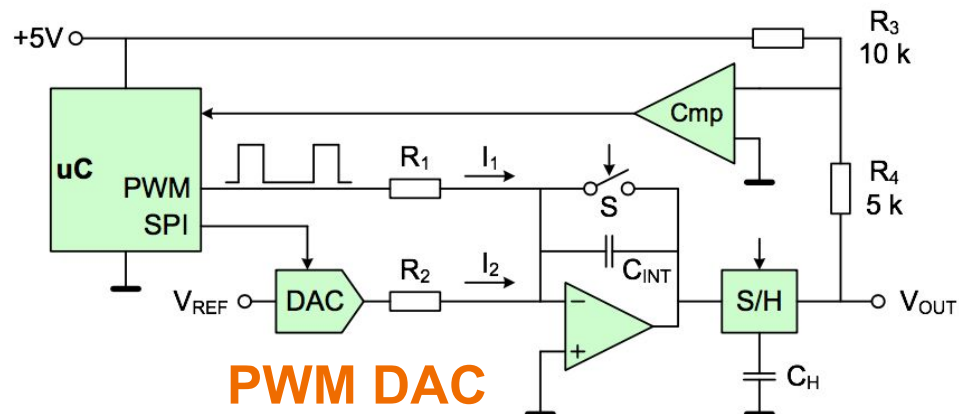 +5V
R3
10 k
Cmp
uC
PWM
SPI
R1
I1
S
R4
5 k
CINT
VREF
DAC
R2
I2
−
+
S/H
VOUT
CH
PWM DAC